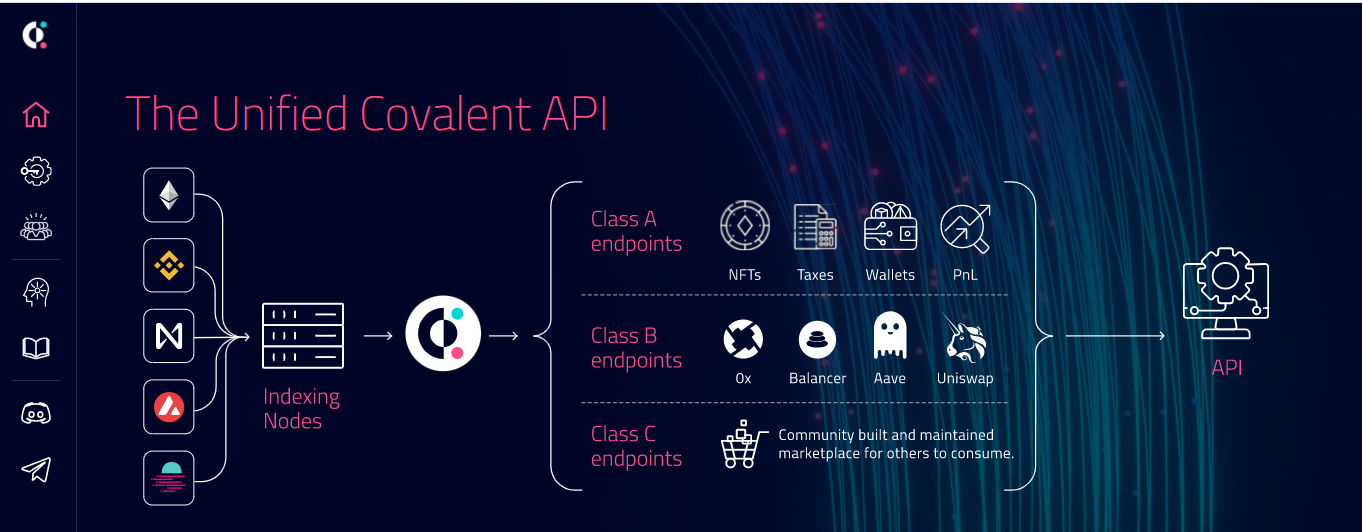 The Unified Covalent API
Indexing
Nodes
Class A
endpoints
NFTs
Taxes
Wallets
PnL
Class B
endpoints
0x
Balancer
Aave
Uniswap
Class C
endpoints
Community built and maintained
marketplace for others to consume.
API